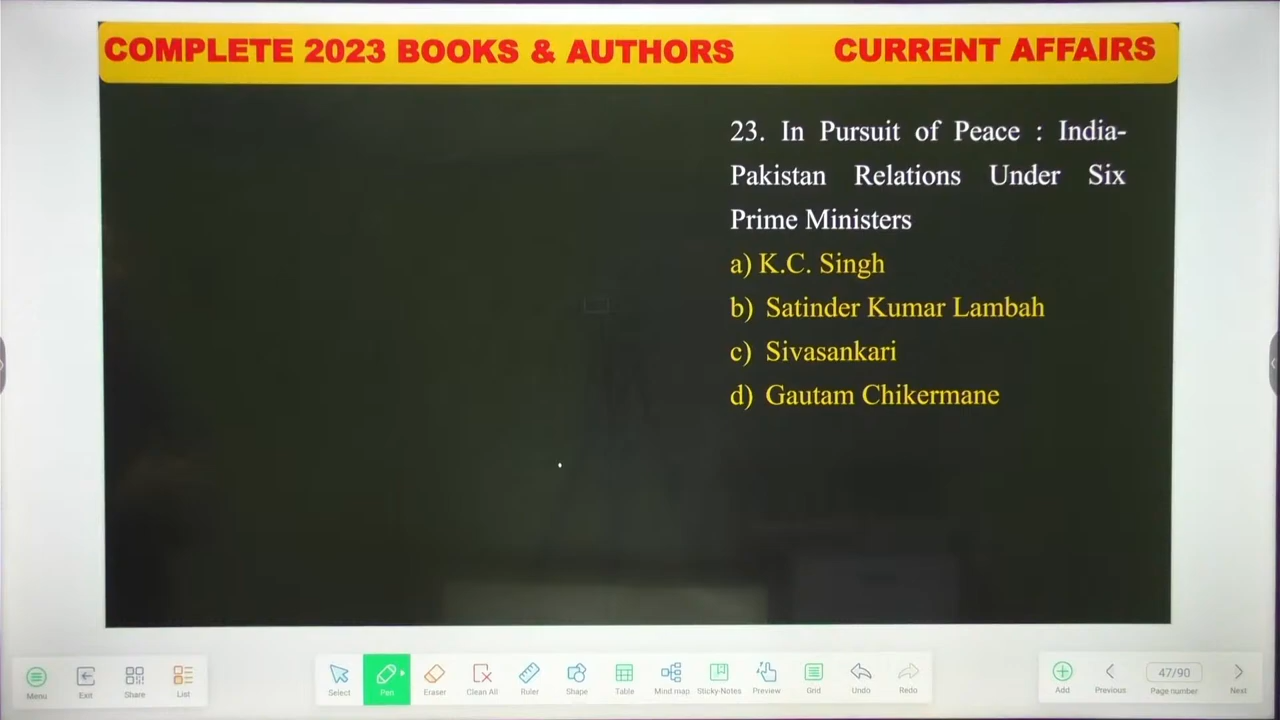 COMPLETE 2023 BOOKS & AUTHORS CURRENT AFFAIRS
23. In Pursuit of Peace : India-
Pakistan Relations Under Six
Prime Ministers
a) K.C. Singh
b) Satinder Kumar Lambah
c) Sivasankari
d) Gautam Chikermane
Menu Exit Share List Select Pen Eraser Clean All Ruler Shape Table Mind map Sticky-Notes Preview Grid Undo Redo Add Previous 47/90 Page number Next